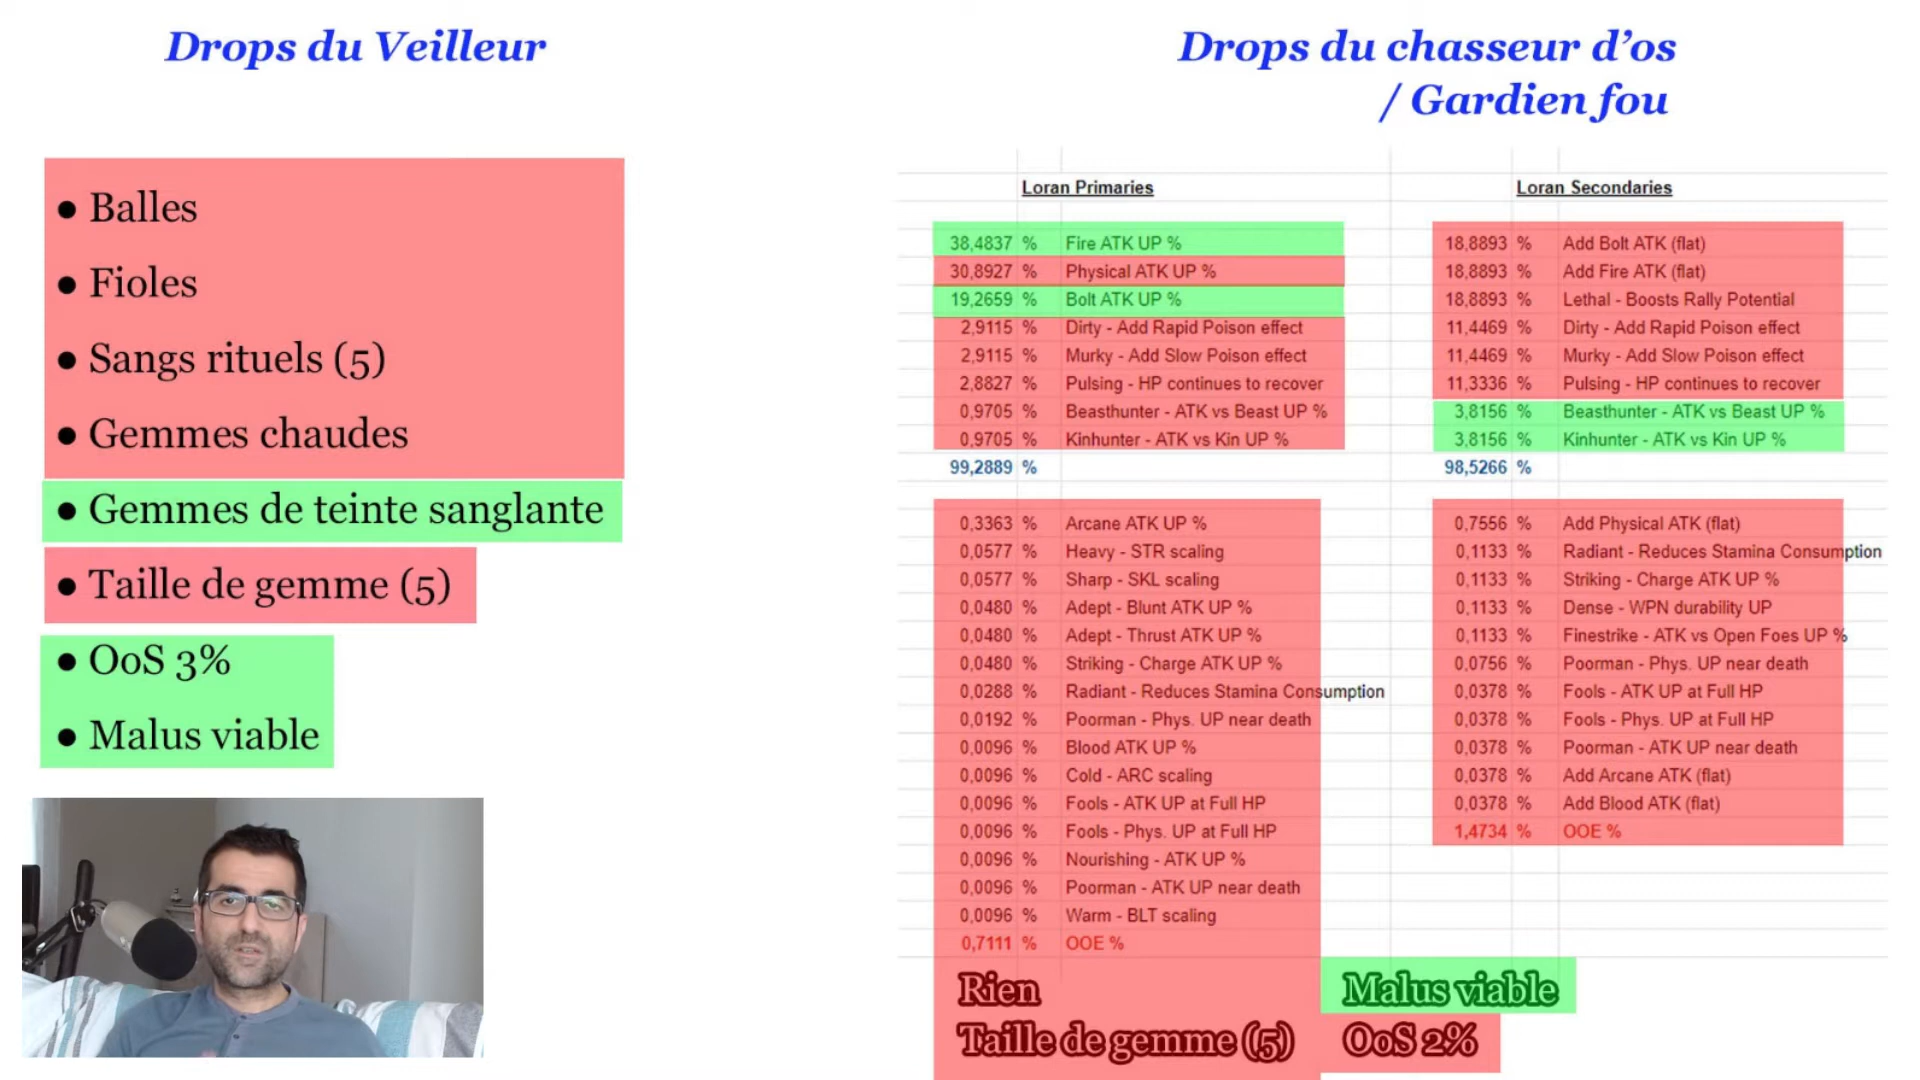 Drops du Veilleur
● Balles
● Fioles
● Sangs rituels (5)
● Gemmes chaudes
● Gemmes de teinte sanglante
● Taille de gemme (5)
● OoS 3%
● Malus viable
Drops du chasseur d’os
/ Gardien fou
Loran Primaries
38,4837 % Fire ATK UP %
30,8927 % Physical ATK UP %
19,2659 % Bolt ATK UP %
2,9115 % Dirty - Add Rapid Poison effect
2,9115 % Murky - Add Slow Poison effect
2,8827 % Pulsing - HP continues to recover
0,9705 % Beasthunter - ATK vs Beast UP %
0,9705 % Kinhunter - ATK vs Kin UP %
99,2889 %
0,3363 % Arcane ATK UP %
0,0577 % Heavy - STR scaling
0,0577 % Sharp - SKL scaling
0,0480 % Adept - Blunt ATK UP %
0,0480 % Adept - Thrust ATK UP %
0,0480 % Striking - Charge ATK UP %
0,0288 % Radiant - Reduces Stamina Consumption
0,0192 % Poorman - Phys. UP near death
0,0096 % Blood ATK UP %
0,0096 % Cold - ARC scaling
0,0096 % Fools - ATK UP at Full HP
0,0096 % Fools - Phys. UP at Full HP
0,0096 % Nourishing - ATK UP %
0,0096 % Poorman - ATK UP near death
0,0096 % Warm - BLT scaling
0,7111 % OOE %
Loran Secondaries
18,8893 % Add Bolt ATK (flat)
18,8893 % Add Fire ATK (flat)
18,8893 % Lethal - Boosts Rally Potential
11,4469 % Dirty - Add Rapid Poison effect
11,4469 % Murky - Add Slow Poison effect
11,3336 % Pulsing - HP continues to recover
3,8156 % Beasthunter - ATK vs Beast UP %
3,8156 % Kinhunter - ATK vs Kin UP %
98,5266 %
0,7556 % Add Physical ATK (flat)
0,1133 % Radiant - Reduces Stamina Consumption
0,1133 % Striking - Charge ATK UP %
0,1133 % Dense - WPN durability UP
0,1133 % Finestrike - ATK vs Open Foes UP %
0,0756 % Poorman - Phys. UP near death
0,0378 % Fools - ATK UP at Full HP
0,0378 % Fools - Phys. UP at Full HP
0,0378 % Poorman - ATK UP near death
0,0378 % Add Arcane ATK (flat)
0,0378 % Add Blood ATK (flat)
1,4734 % OOE %
Rien
Malus viable
Taille de gemme (5)
OoS 2%